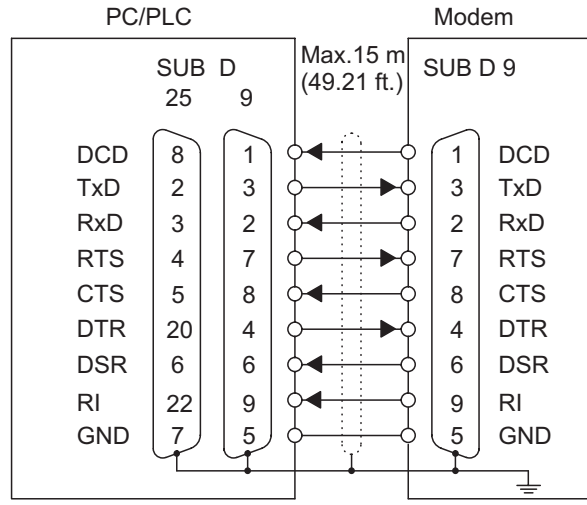 PC/PLC Modem
Max.15 m
SUB D SUB D 9
(49.21 ft.)
25 9
DCD 8 1 1 DCD
TxD 2 3 3 TxD
RxD 3 2 2 RxD
RTS 4 7 7 RTS
CTS 5 8 8 CTS
DTR 20 4 4 DTR
DSR 6 6 6 DSR
RI 22 9 9 RI
GND 7 5 5 GND